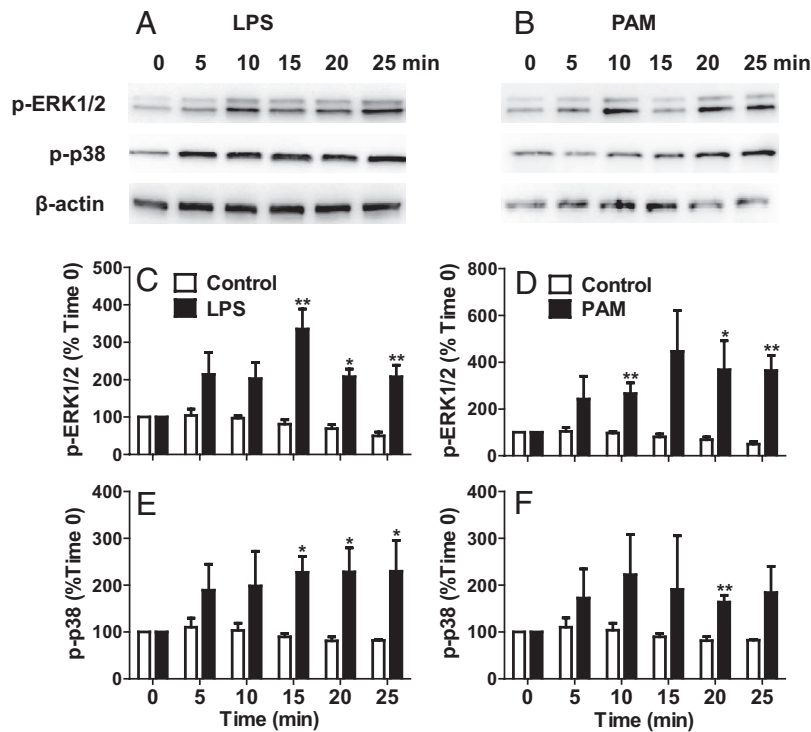 A LPS
0 5 10 15 20 25 min
B PAM
0 5 10 15 20 25 min
p-ERK1/2
p-p38
β-actin
C
Control
LPS
p-ERK1/2 (% Time 0)
500
400
300
200
100
0
** * **
D
Control
PAM
p-ERK1/2 (% Time 0)
800
600
400
200
100
0
** * **
E
p-p38 (%Time 0)
400
300
200
100
0
* * *
0 5 10 15 20 25
Time (min)
F
p-p38 (%Time 0)
400
300
200
100
0
**
0 5 10 15 20 25
Time (min)